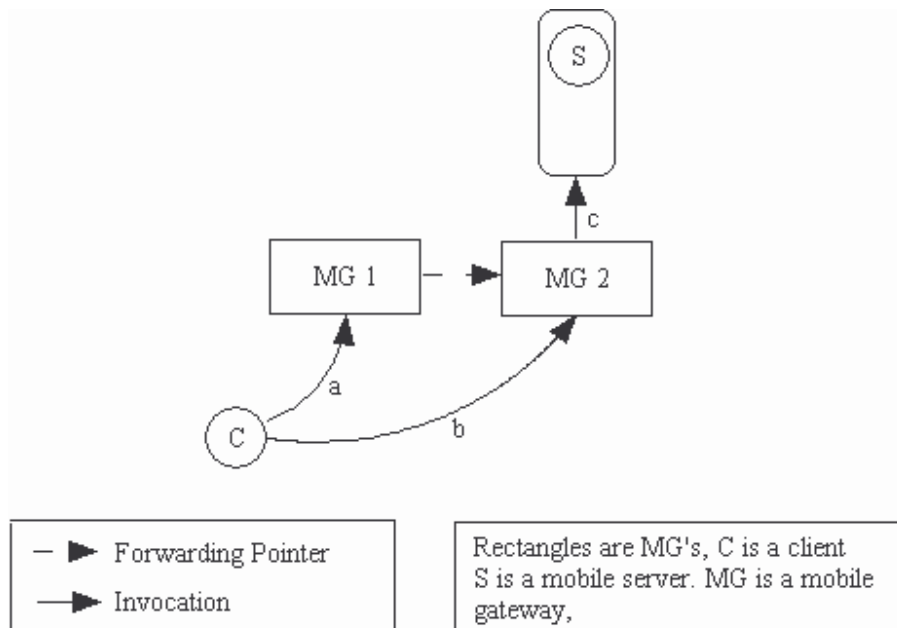 S
c
MG 1
MG 2
a
b
C
Forwarding Pointer
Invocation
Rectangles are MG's, C is a client
S is a mobile server. MG is a mobile
gateway,